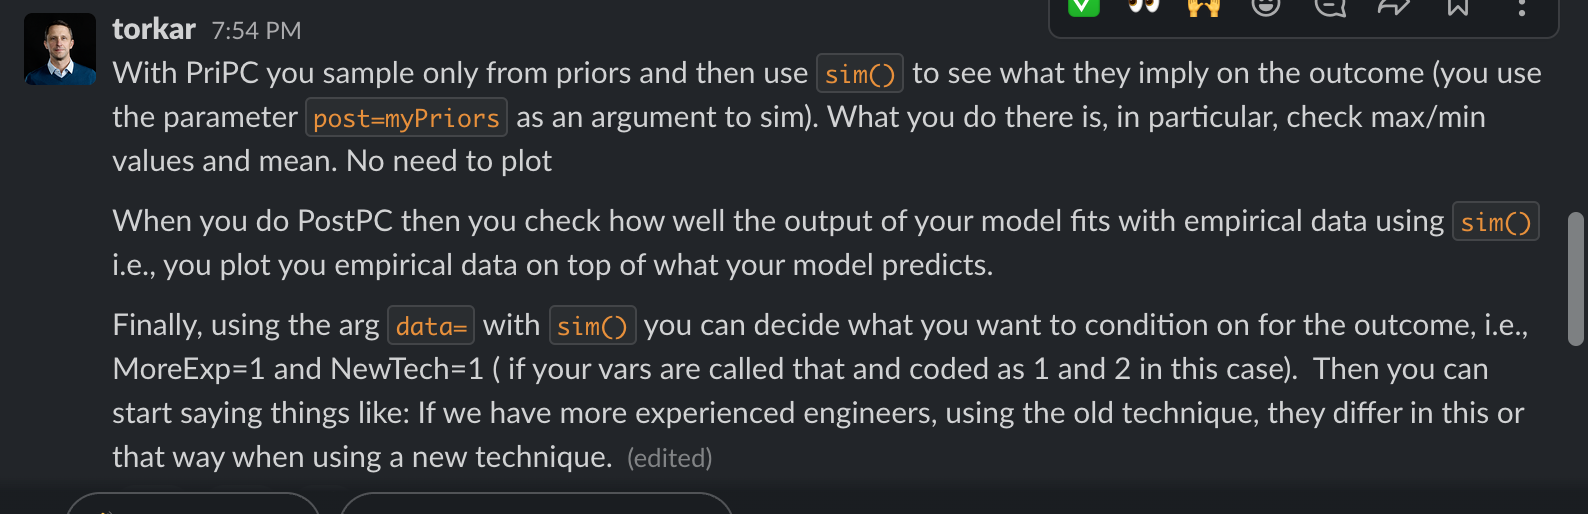 torkar 7:54 PM
With PriPC you sample only from priors and then use sim() to see what they imply on the outcome (you use
the parameter post=myPriors as an argument to sim). What you do there is, in particular, check max/min
values and mean. No need to plot
When you do PostPC then you check how well the output of your model fits with empirical data using sim()
i.e., you plot you empirical data on top of what your model predicts.
Finally, using the arg data= with sim() you can decide what you want to condition on for the outcome, i.e.,
MoreExp=1 and NewTech=1 ( if your vars are called that and coded as 1 and 2 in this case). Then you can
start saying things like: If we have more experienced engineers, using the old technique, they differ in this or
that way when using a new technique. (edited)